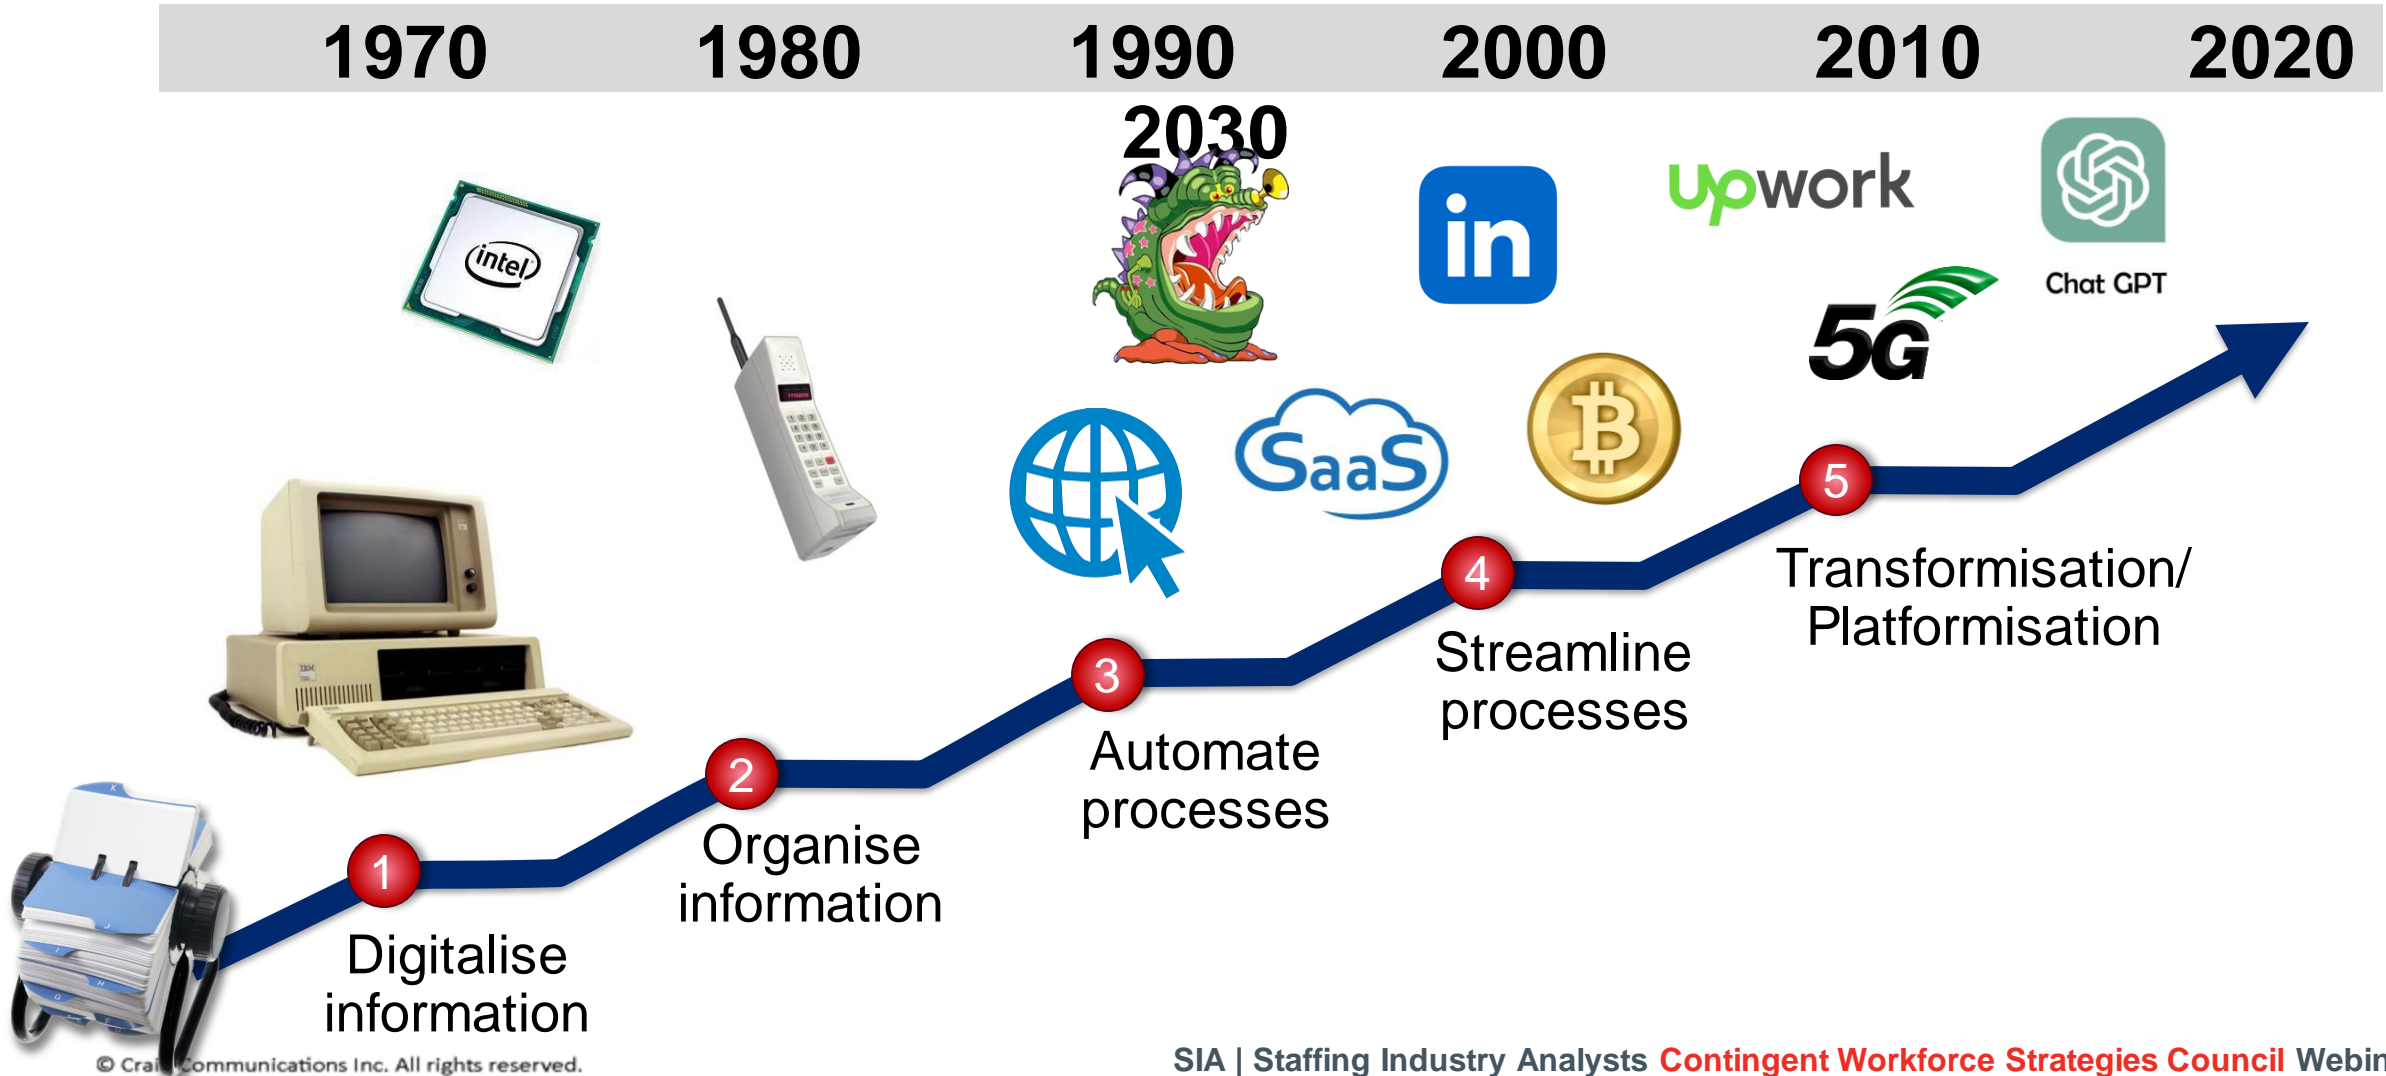 1970 1980 1990 2000 2010 2020
2030
intel
upwork
in
Chat GPT
5G
SaaS
B
IBM
5
Transformisation/
Platformisation
4
Streamline
processes
3
Automate
processes
2
Organise
information
1
Digitalise
information
© Crai Communications Inc. All rights reserved.
SIA | Staffing Industry Analysts Contingent Workforce Strategies Council Webin